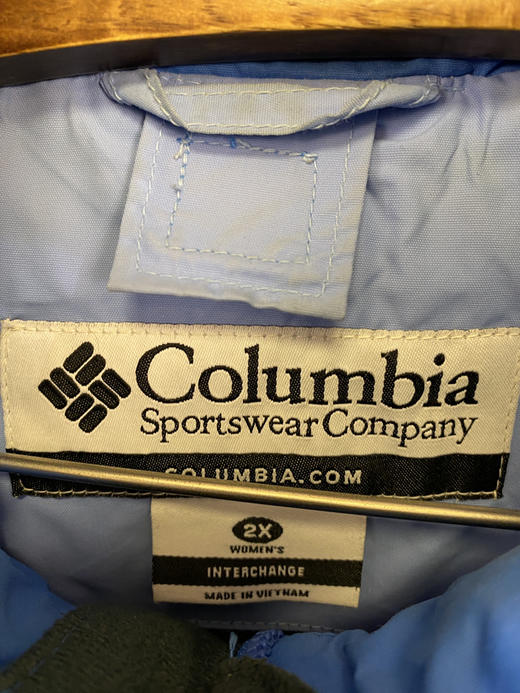 Columbia
Sportswear Company
COLUMBIA.COM
2X
WOMEN'S
INTERCHANGE
MADE IN VIETNAM